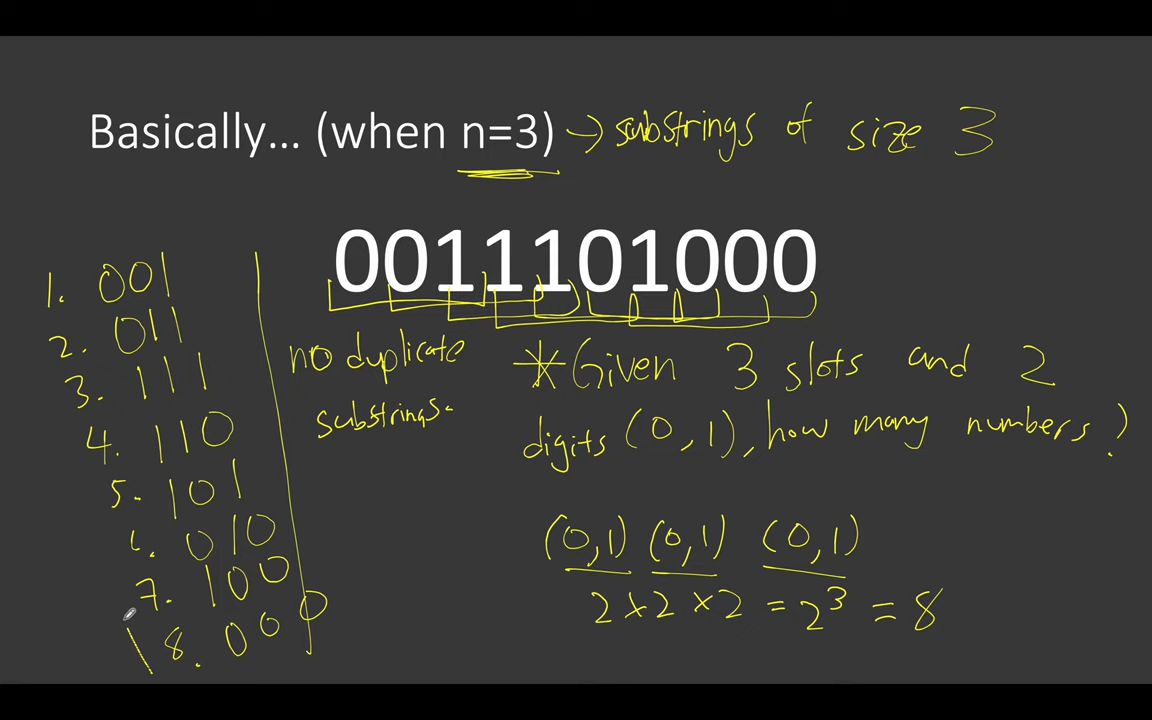 Basically... (when n=3) → substrings of size 3
0011101000
1. 001
2. 011
3. 111
4. 110
5. 101
6. 010
7. 100
8. 000
no duplicate
substrings.
*Given 3 slots and 2
digits (0,1), how many numbers?
(0,1) (0,1) (0,1)
2×2×2 = 2³ = 8